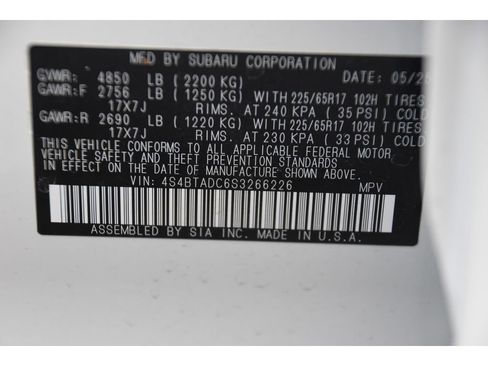 MFD BY SUBARU CORPORATION
GVWR: 4850 LB (2200 KG) DATE: 05/2
GAWR:F 2756 LB (1250 KG) WITH 225/65R17 102H TIRES
17X7J RIMS, AT 240 KPA ( 35 PSI) COLD
GAWR:R 2690 LB (1220 KG) WITH 225/65R17 102H TIRES
17X7J RIMS, AT 230 KPA ( 33 PSI) COLD
THIS VEHICLE CONFORMS TO ALL APPLICABLE FEDERAL MOTOR
VEHICLE SAFETY AND THEFT PREVENTION STANDARDS
IN EFFECT ON THE DATE OF MANUFACTURE SHOWN ABOVE.
VIN: 4S4BTADC6S3266226 MPV
ASSEMBLED BY SIA INC. MADE IN U.S.A.